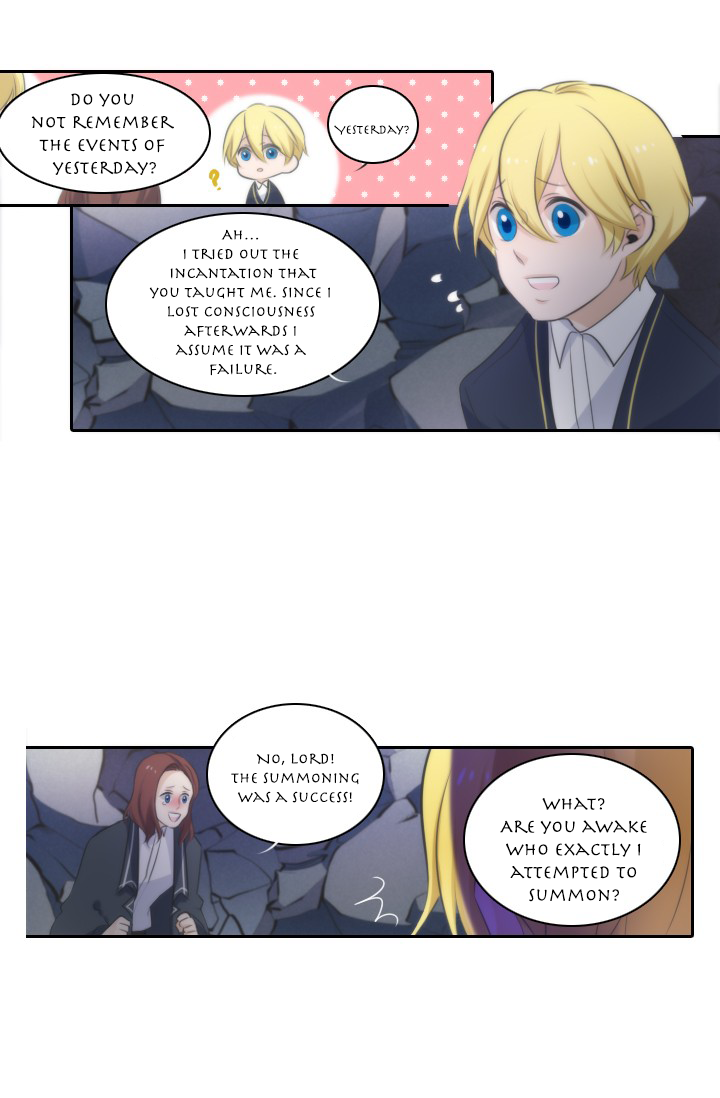 DO YOU
NOT REMEMBER
THE EVENTS OF
YESTERDAY?
YESTERDAY?
?
AH...
I TRIED OUT THE
INCANTATION THAT
YOU TAUGHT ME. SINCE I
LOST CONSCIOUSNESS
AFTERWARDS I
ASSUME IT WAS A
FAILURE.
NO, LORD!
THE SUMMONING
WAS A SUCCESS!
WHAT?
ARE YOU AWAKE
WHO EXACTLY I
ATTEMPTED TO
SUMMON?